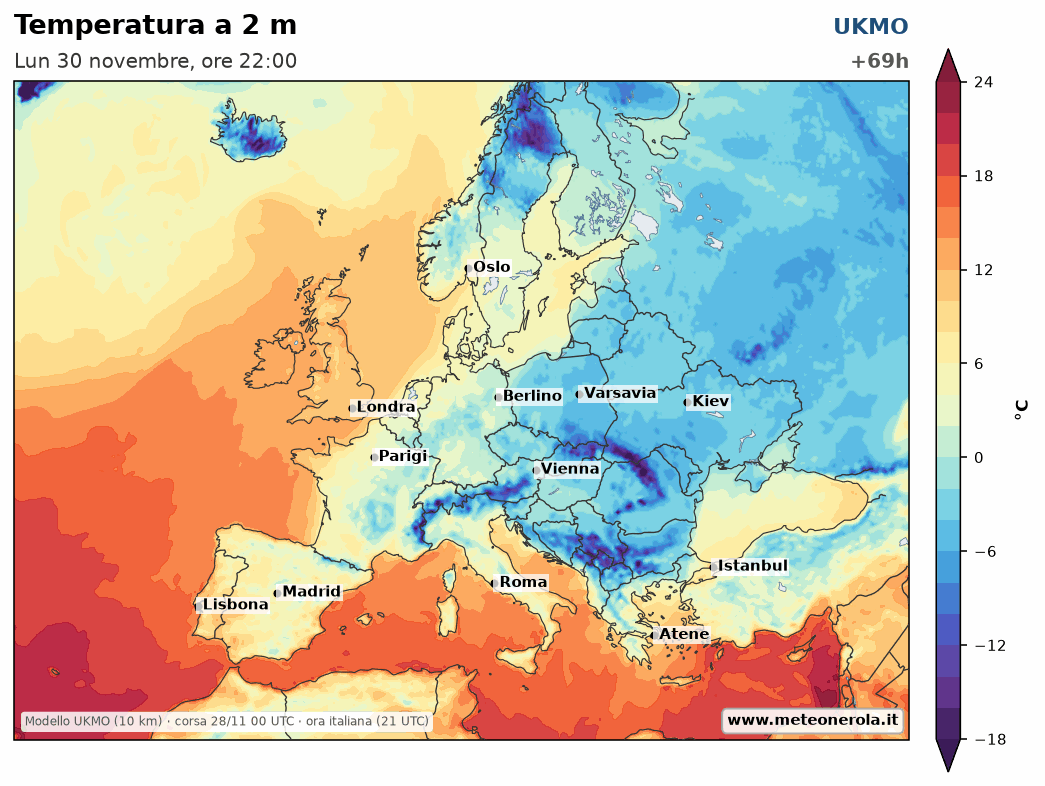 Temperatura a 2 m
UKMO
Lun 30 novembre, ore 22:00
+69h
24
18
12
6
0
−6
−12
−18
°C
Oslo
Berlino
Varsavia
Kiev
Londra
Parigi
Vienna
Istanbul
Roma
Madrid
Lisbona
Atene
Modello UKMO (10 km) · corsa 28/11 00 UTC · ora italiana (21 UTC)
www.meteonerola.it